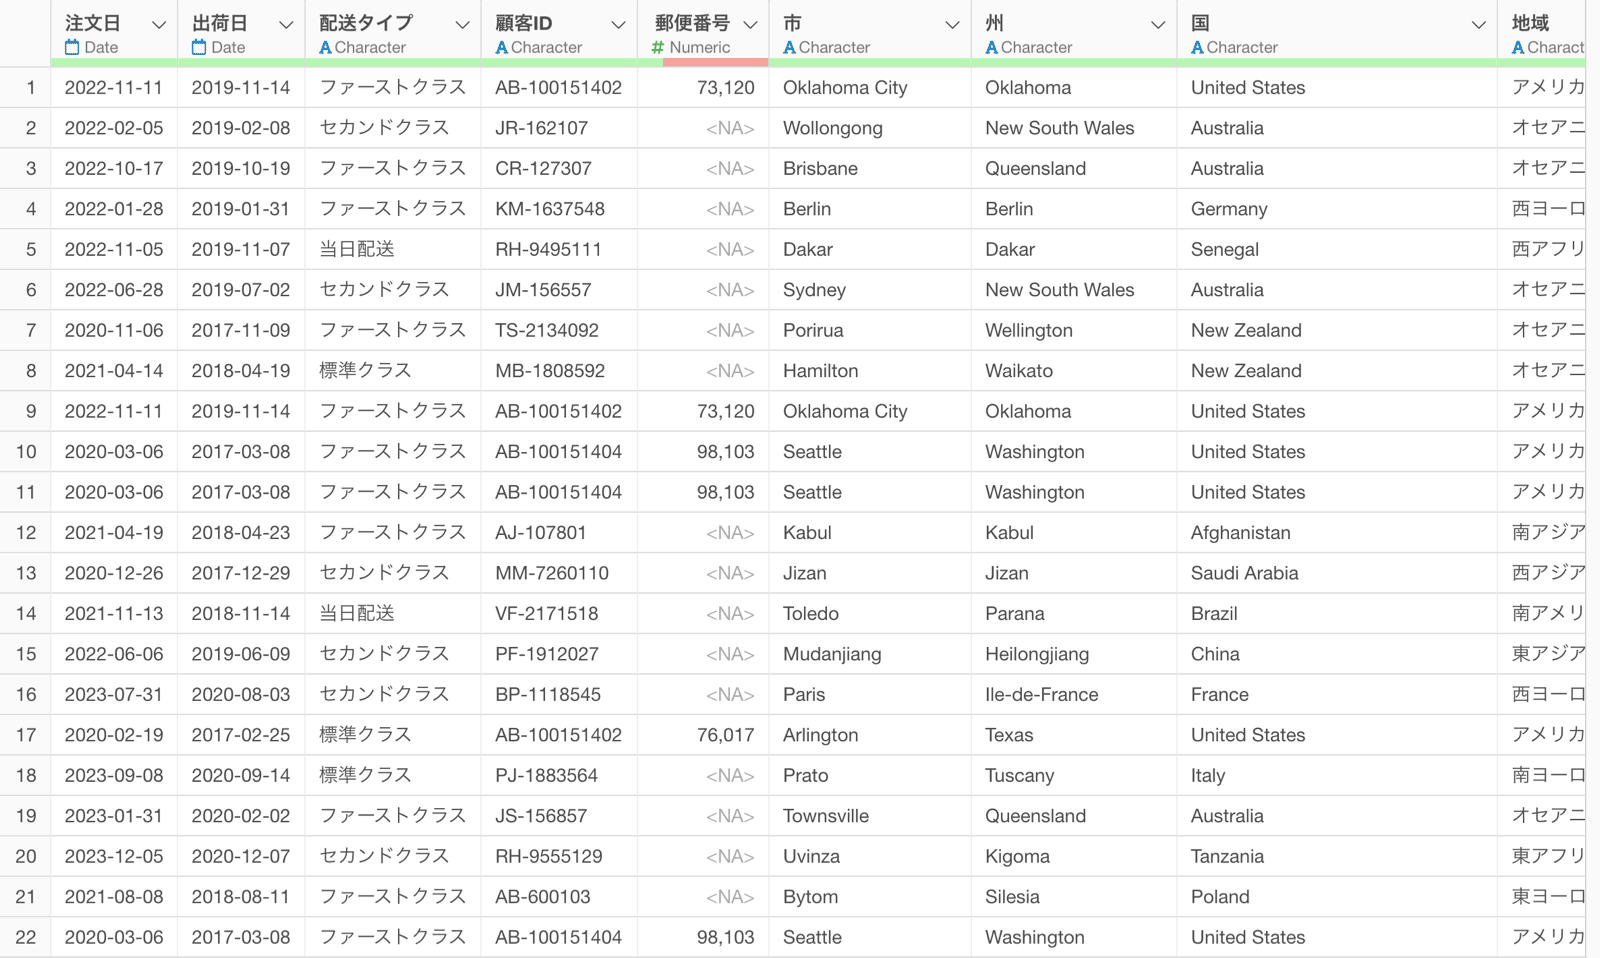 注文日 出荷日 配送タイプ 顧客ID 郵便番号 市 州 国 地域
Date Date Character Character # Numeric Character Character Character Charact
1 2022-11-11 2019-11-14 ファーストクラス AB-100151402 73,120 Oklahoma City Oklahoma United States アメリカ
2 2022-02-05 2019-02-08 セカンドクラス JR-162107 <NA> Wollongong New South Wales Australia オセアニ
3 2022-10-17 2019-10-19 ファーストクラス CR-127307 <NA> Brisbane Queensland Australia オセアニ
4 2022-01-28 2019-01-31 ファーストクラス KM-1637548 <NA> Berlin Berlin Germany 西ヨーロ
5 2022-11-05 2019-11-07 当日配送 RH-9495111 <NA> Dakar Dakar Senegal 西アフリ
6 2022-06-28 2019-07-02 セカンドクラス JM-156557 <NA> Sydney New South Wales Australia オセアニ
7 2020-11-06 2017-11-09 ファーストクラス TS-2134092 <NA> Porirua Wellington New Zealand オセアニ
8 2021-04-14 2018-04-19 標準クラス MB-1808592 <NA> Hamilton Waikato New Zealand オセアニ
9 2022-11-11 2019-11-14 ファーストクラス AB-100151402 73,120 Oklahoma City Oklahoma United States アメリカ
10 2020-03-06 2017-03-08 ファーストクラス AB-100151404 98,103 Seattle Washington United States アメリカ
11 2020-03-06 2017-03-08 ファーストクラス AB-100151404 98,103 Seattle Washington United States アメリカ
12 2021-04-19 2018-04-23 ファーストクラス AJ-107801 <NA> Kabul Kabul Afghanistan 南アジア
13 2020-12-26 2017-12-29 セカンドクラス MM-7260110 <NA> Jizan Jizan Saudi Arabia 西アジア
14 2021-11-13 2018-11-14 当日配送 VF-2171518 <NA> Toledo Parana Brazil 南アメリ
15 2022-06-06 2019-06-09 セカンドクラス PF-1912027 <NA> Mudanjiang Heilongjiang China 東アジア
16 2023-07-31 2020-08-03 セカンドクラス BP-1118545 <NA> Paris Ile-de-France France 西ヨーロ
17 2020-02-19 2017-02-25 標準クラス AB-100151402 76,017 Arlington Texas United States アメリカ
18 2023-09-08 2020-09-14 標準クラス PJ-1883564 <NA> Prato Tuscany Italy 南ヨーロ
19 2023-01-31 2020-02-02 ファーストクラス JS-156857 <NA> Townsville Queensland Australia オセアニ
20 2023-12-05 2020-12-07 セカンドクラス RH-9555129 <NA> Uvinza Kigoma Tanzania 東アフリ
21 2021-08-08 2018-08-11 ファーストクラス AB-600103 <NA> Bytom Silesia Poland 東ヨーロ
22 2020-03-06 2017-03-08 ファーストクラス AB-100151404 98,103 Seattle Washington United States アメリカ